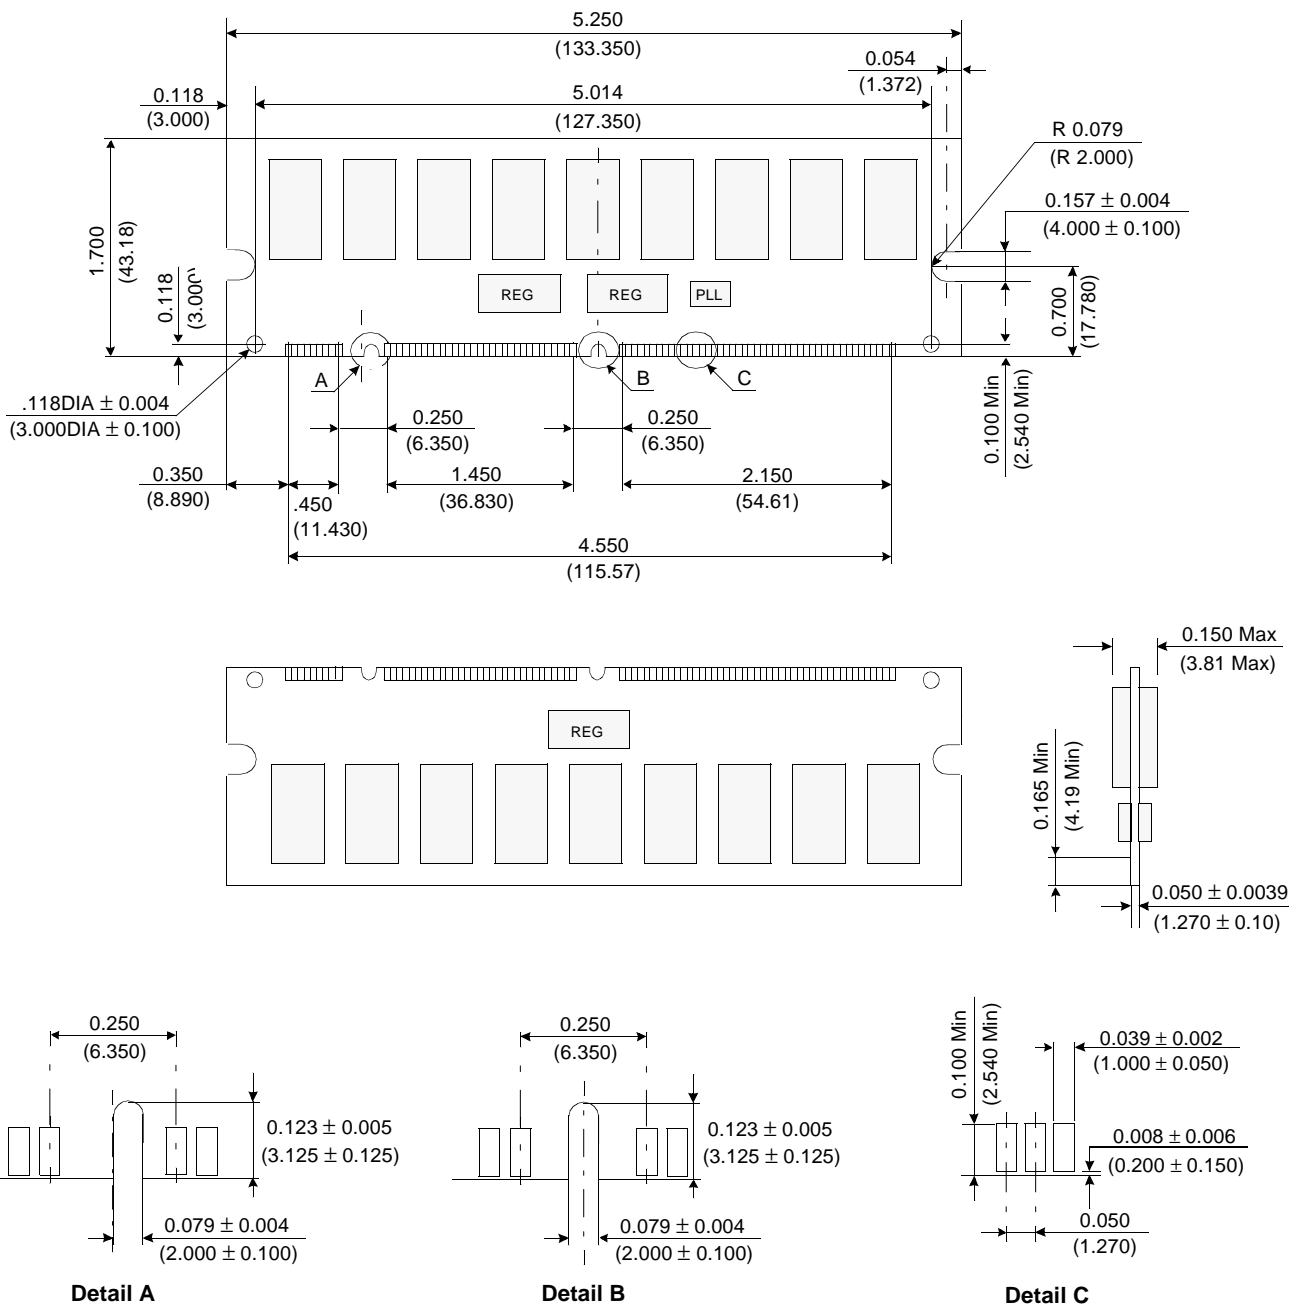 5.250
(133.350)
0.054
(1.372)
0.118
(3.000)
5.014
(127.350)
R 0.079
(R 2.000)
0.157 ± 0.004
(4.000 ± 0.100)
1.700
(43.18)
0.118
(3.000)
REG
REG
PLL
0.700
(17.780)
A
B
C
.118DIA ± 0.004
(3.000DIA ± 0.100)
0.250
(6.350)
0.250
(6.350)
0.100 Min
(2.540 Min)
0.350
(8.890)
.450
(11.430)
1.450
(36.830)
2.150
(54.61)
4.550
(115.57)
0.150 Max
(3.81 Max)
REG
0.165 Min
(4.19 Min)
0.050 ± 0.0039
(1.270 ± 0.10)
0.250
(6.350)
0.123 ± 0.005
(3.125 ± 0.125)
0.079 ± 0.004
(2.000 ± 0.100)
Detail A
0.250
(6.350)
0.123 ± 0.005
(3.125 ± 0.125)
0.079 ± 0.004
(2.000 ± 0.100)
Detail B
0.100 Min
(2.540 Min)
0.039 ± 0.002
(1.000 ± 0.050)
0.008 ± 0.006
(0.200 ± 0.150)
0.050
(1.270)
Detail C